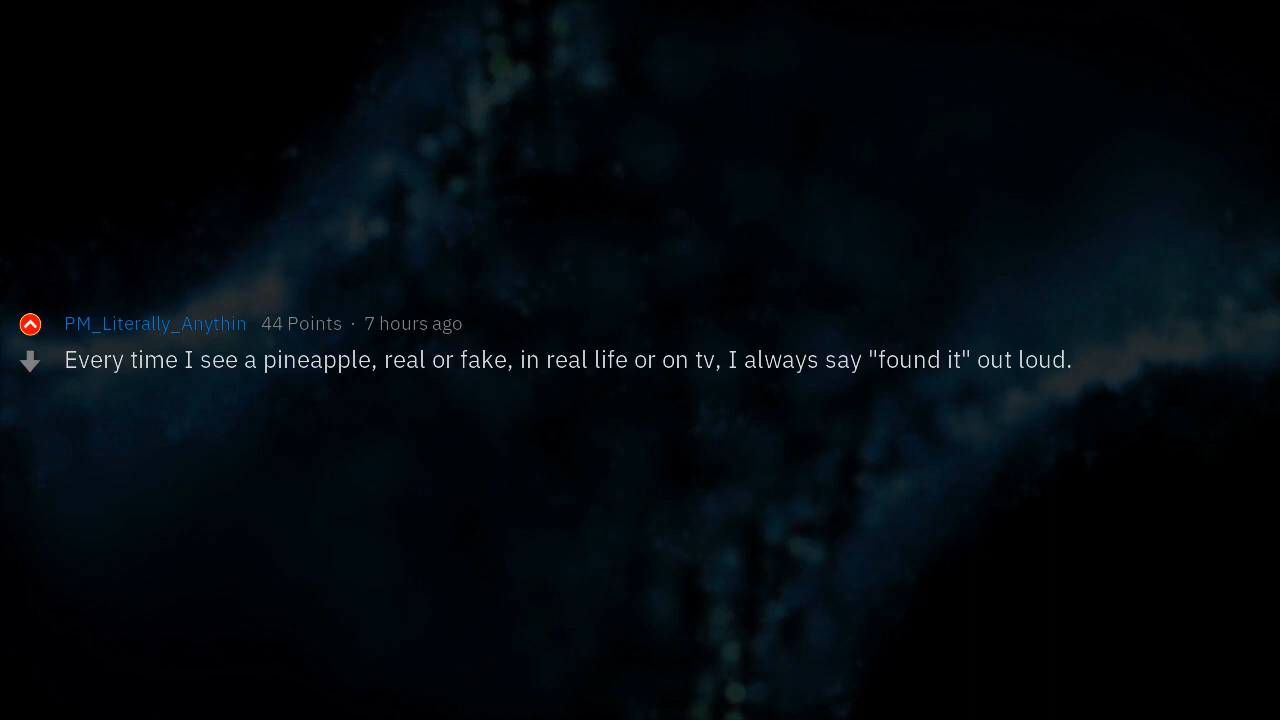 PM_Literally_Anythin 44 Points · 7 hours ago
Every time I see a pineapple, real or fake, in real life or on tv, I always say "found it" out loud.